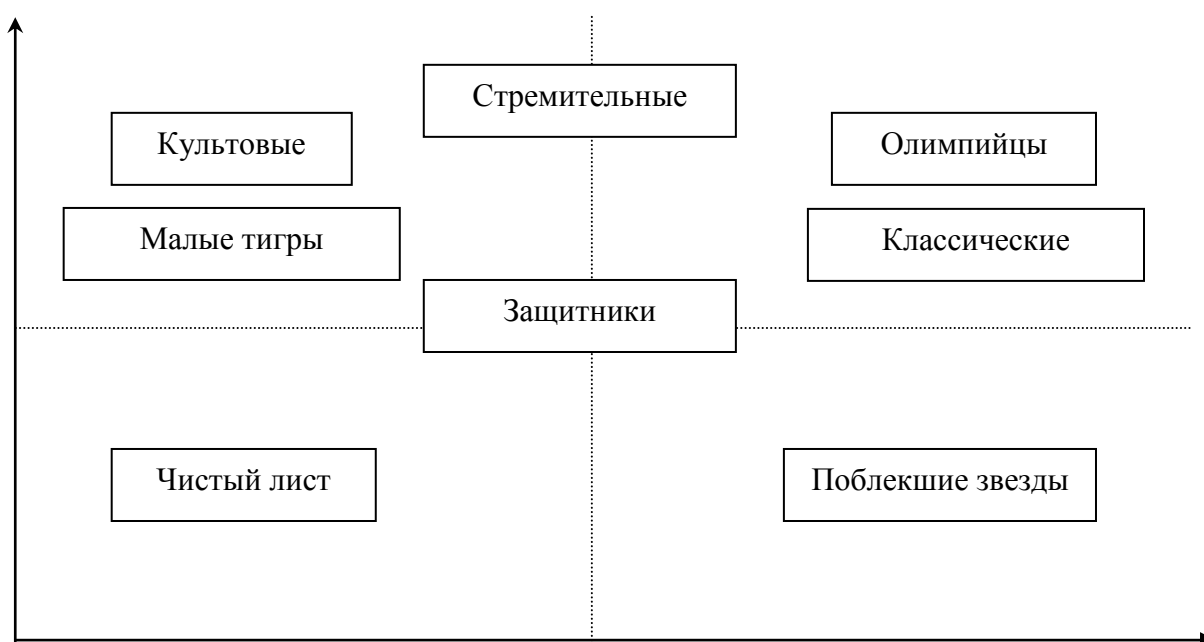 Стремительные
Культовые
Олимпийцы
Малые тигры
Классические
Защитники
Чистый лист
Поблекшие звезды